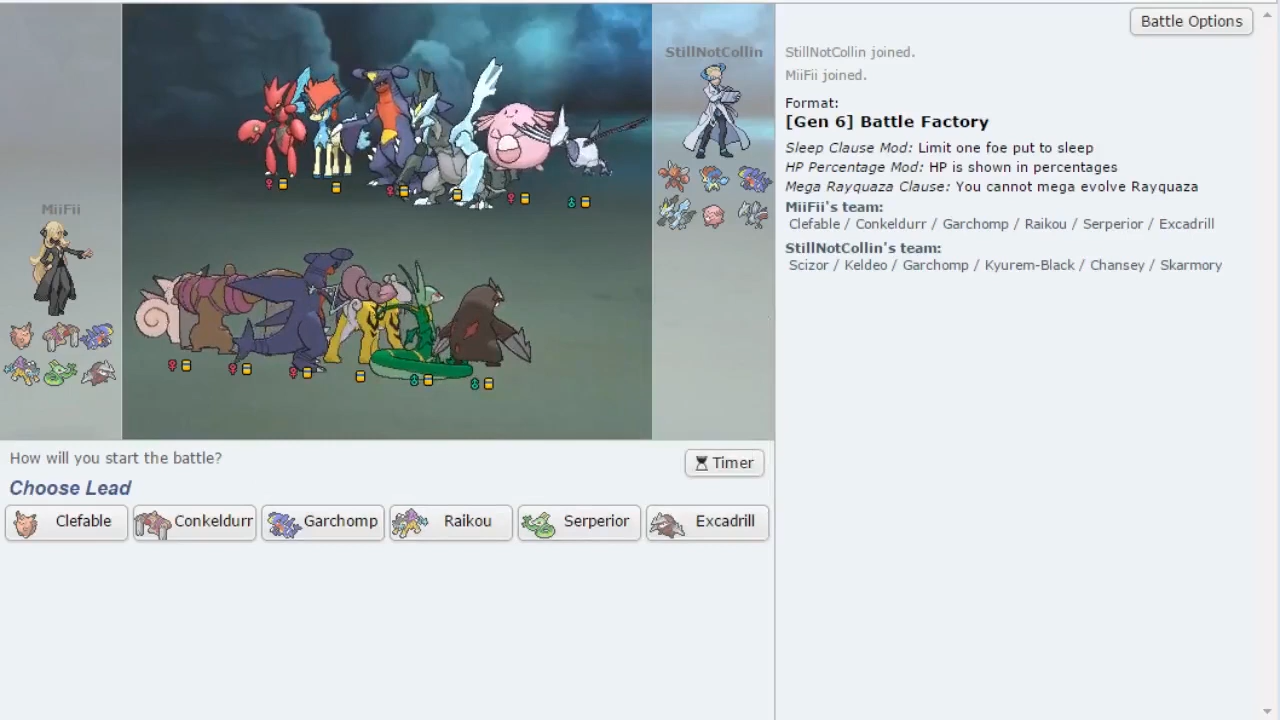 Battle Options
StillNotCollin
MiiFii
StillNotCollin joined.
MiiFii joined.
Format:
[Gen 6] Battle Factory
Sleep Clause Mod: Limit one foe put to sleep
HP Percentage Mod: HP is shown in percentages
Mega Rayquaza Clause: You cannot mega evolve Rayquaza
MiiFii's team:
Clefable / Conkeldurr / Garchomp / Raikou / Serperior / Excadrill
StillNotCollin's team:
Scizor / Keldeo / Garchomp / Kyurem-Black / Chansey / Skarmory
How will you start the battle?
Timer
Choose Lead
Clefable Conkeldurr Garchomp Raikou Serperior Excadrill